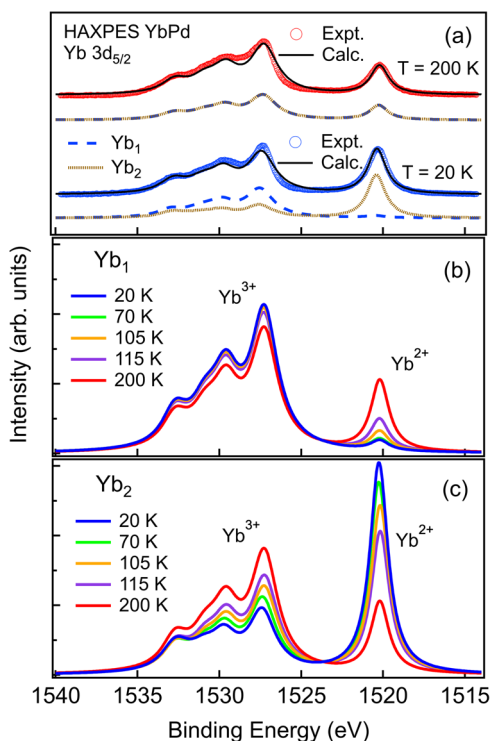 HAXPES YbPd
Yb 3d5/2
(a)
Expt.
Calc.
T = 200 K
Yb1
Yb2
Expt.
Calc.
T = 20 K
Yb1
(b)
20 K
70 K
105 K
115 K
200 K
Yb3+
Yb2+
Yb2
(c)
20 K
70 K
105 K
115 K
200 K
Yb3+
Yb2+
Intensity (arb. units)
1540 1535 1530 1525 1520 1515
Binding Energy (eV)